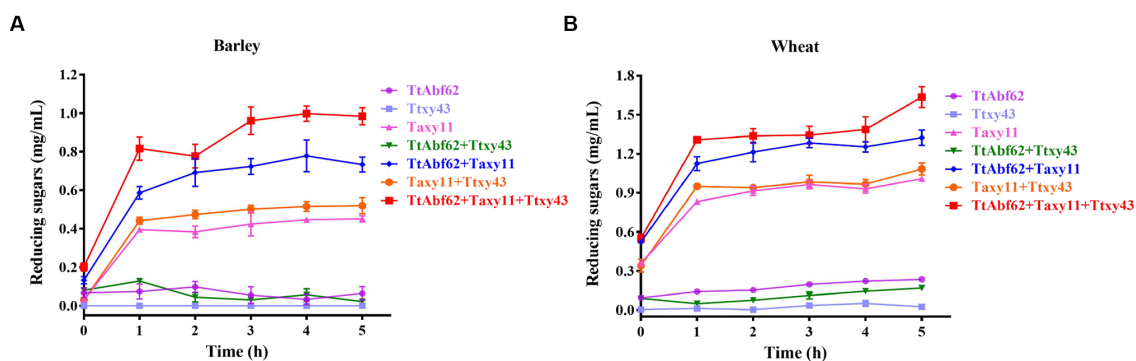 A
Barley
Reducing sugars (mg/mL)
1.2
1.0
0.8
0.6
0.4
0.2
0.0
0 1 2 3 4 5
Time (h)
TtAbf62
Ttxy43
Taxy11
TtAbf62+Ttxy43
TtAbf62+Taxy11
Taxy11+Ttxy43
TtAbf62+Taxy11+Ttxy43
B
Wheat
Reducing sugars (mg/mL)
1.8
1.5
1.2
0.9
0.6
0.3
0.0
0 1 2 3 4 5
Time (h)
TtAbf62
Ttxy43
Taxy11
TtAbf62+Ttxy43
TtAbf62+Taxy11
Taxy11+Ttxy43
TtAbf62+Taxy11+Ttxy43